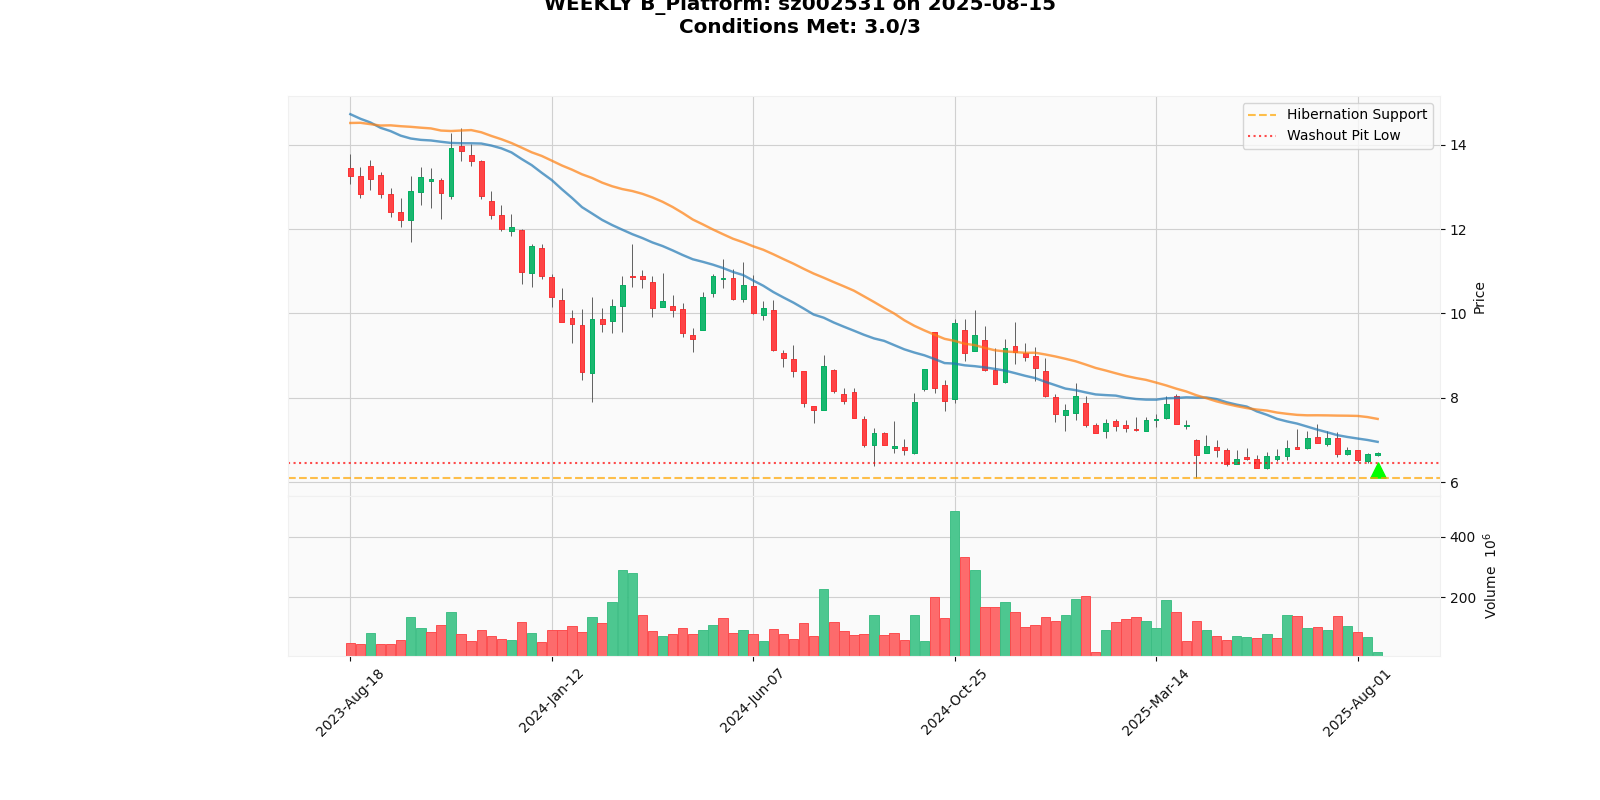 WEEKLY B_Platform: sz002531 on 2025-08-15
Conditions Met: 3.0/3
Hibernation Support
Washout Pit Low
14
12
10
8
6
Price
400
200
Volume 10⁶
2023-Aug-18
2024-Jan-12
2024-Jun-07
2024-Oct-25
2025-Mar-14
2025-Aug-01